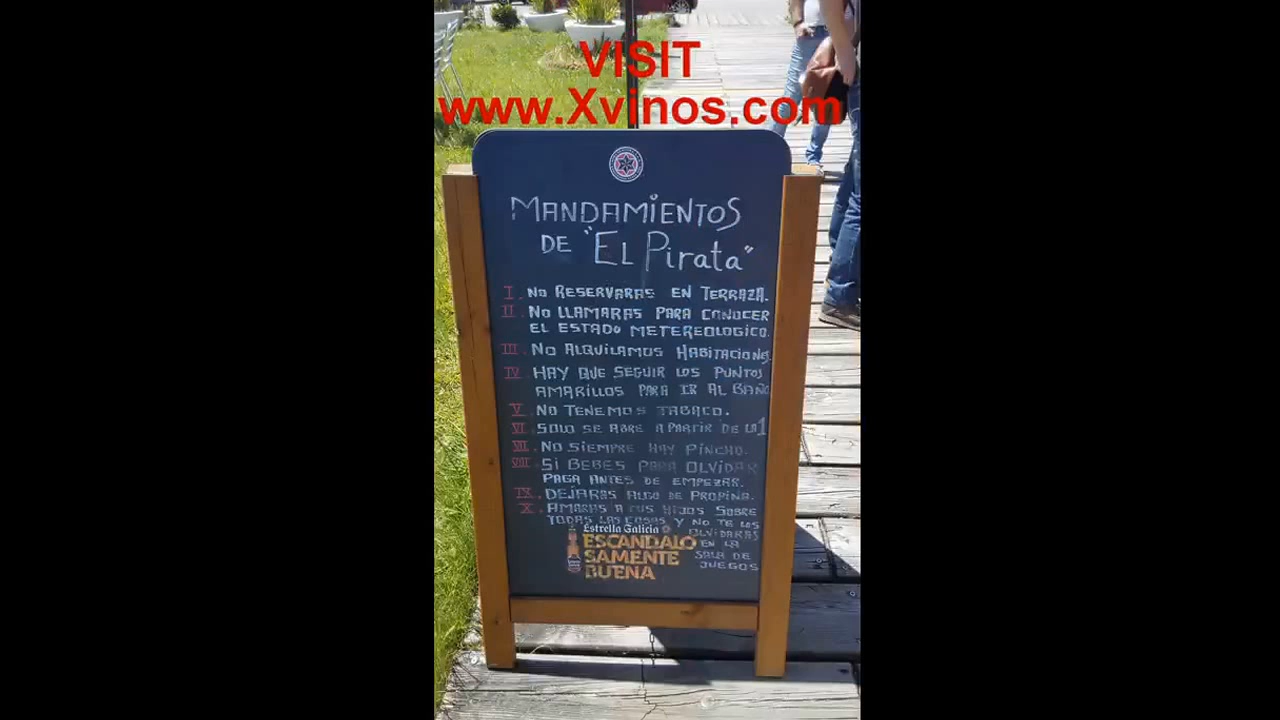 VISIT
www.Xvinos.com
MANDAMiENTOS
DE "EL Pirata"
I. No RESERVARAS EN TERRAZA.
II. No LLAMARAS PARA CONOCER
EL ESTADO METEREOLOGICO.
III. No ALQUILAMOS HABITACIONES
IV. HAY QUE SEGUIR LOS PUNTOS
AMARILLOS PARA IR AL BAÑO
V. No TENEMOS TABACO.
VI. SOLO SE ABRE A PARTIR DE LA 1
VII. NO SIEMPRE HAY PINCHO.
VIII. SI BEBES PARA OLVIDAR
PAGA ANTES DE EMPEZAR.
IX. DEJARAS ALGO DE PROPINA.
X. AMARAS A TUS HIJOS SOBRE
TODAS LAS COSAS Y NO TE LOS
OLVIDARAS
EN LA
SALA DE
JUEGOS
Estrella Galicia
ESCANDALO
SAMENTE
BUENA